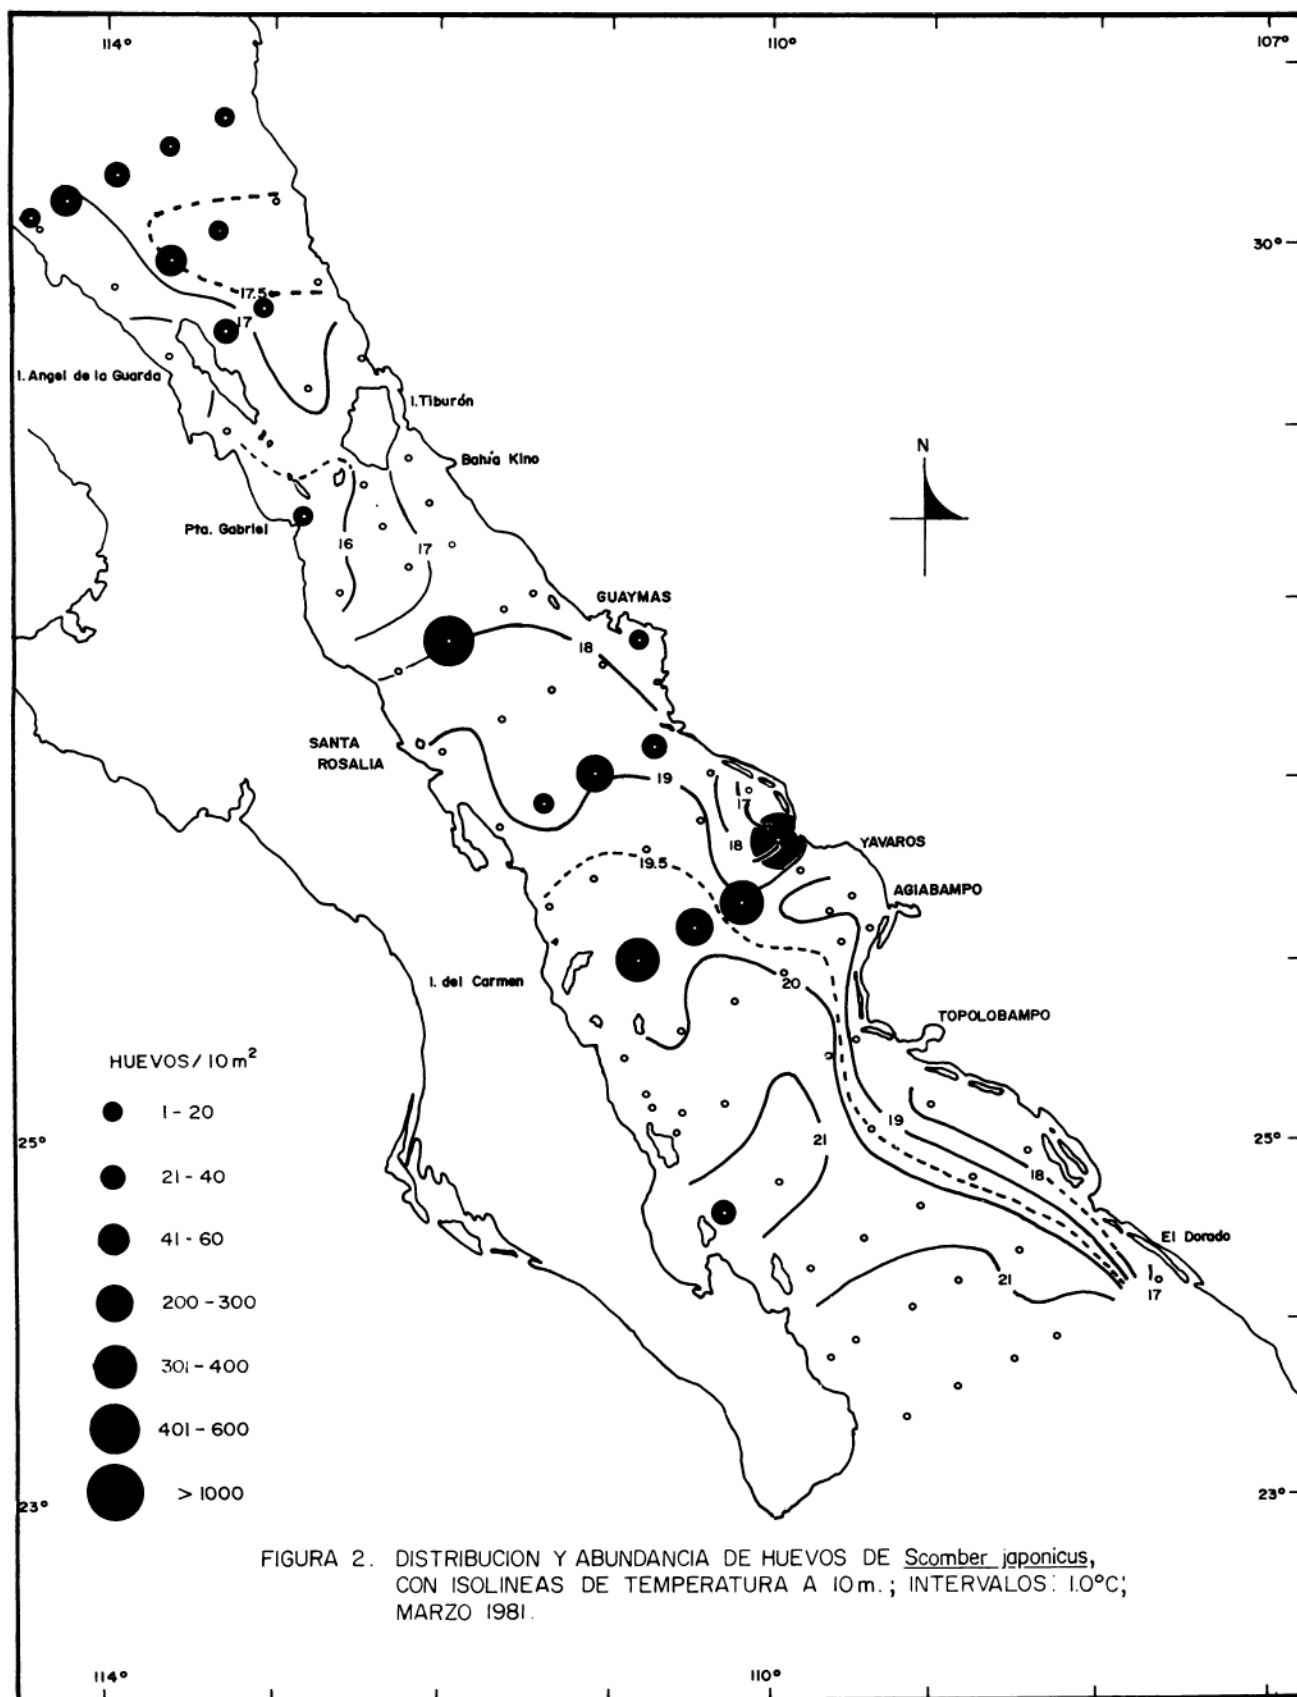 114°
110°
107°
30°
17.5
17
I. Angel de la Guarda
I. Tiburón
N
Bahía Kino
Pta. Gabriel
16
17
GUAYMAS
18
SANTA
ROSALIA
19
17
18
YAVAROS
19.5
AGIABAMPO
I. del Carmen
20
TOPOLOBAMPO
HUEVOS/10 m²
1-20
19
21
25°
25°
18
21-40
41-60
El Dorado
21
17
200-300
301-400
401-600
>1000
23°
23°
FIGURA 2. DISTRIBUCION Y ABUNDANCIA DE HUEVOS DE Scomber japonicus,
CON ISOLINEAS DE TEMPERATURA A 10 m.; INTERVALOS: 1.0°C;
MARZO 1981.
114°
110°